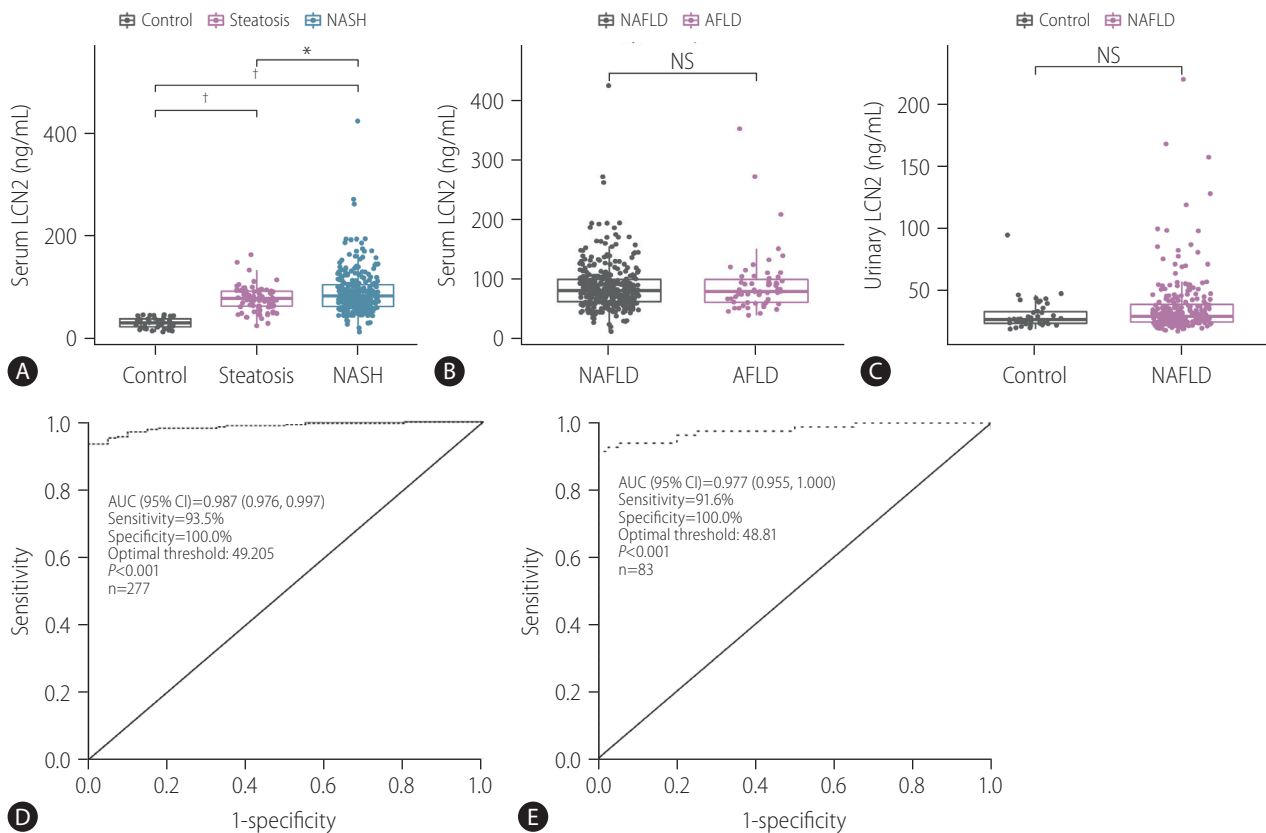 Control Steatosis NASH
*
†
†
Serum LCN2 (ng/mL)
400
200
0
Control Steatosis NASH
A
NAFLD AFLD
NS
Serum LCN2 (ng/mL)
400
300
200
100
0
NAFLD AFLD
B
Control NAFLD
NS
Urinary LCN2 (ng/mL)
200
150
100
50
Control NAFLD
C
Sensitivity
1.0
0.8
0.6
0.4
0.2
0.0
AUC (95% CI)=0.987 (0.976, 0.997)
Sensitivity=93.5%
Specificity=100.0%
Optimal threshold: 49.205
P<0.001
n=277
0.0 0.2 0.4 0.6 0.8 1.0
1-specificity
D
Sensitivity
1.0
0.8
0.6
0.4
0.2
0.0
AUC (95% CI)=0.977 (0.955, 1.000)
Sensitivity=91.6%
Specificity=100.0%
Optimal threshold: 48.81
P<0.001
n=83
0.0 0.2 0.4 0.6 0.8 1.0
1-specificity
E